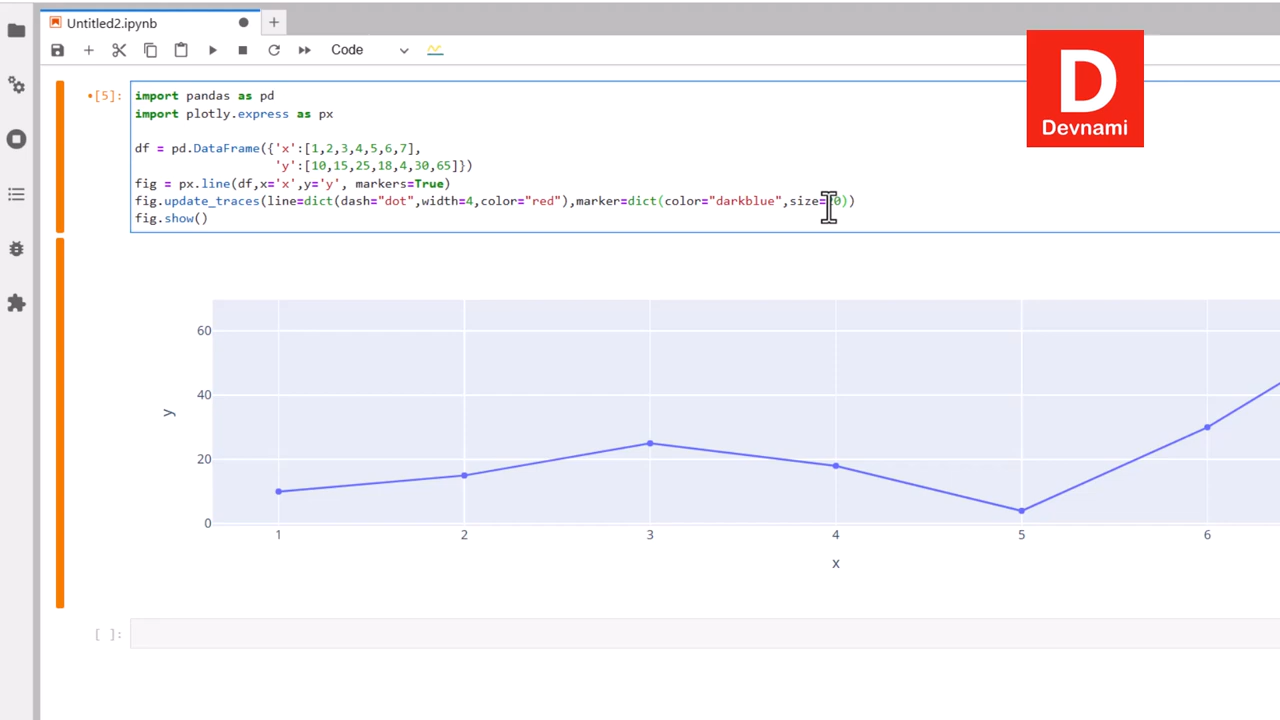 Untitled2.ipynb
Code
D
Devnami
[5]:
import pandas as pd
import plotly.express as px
df = pd.DataFrame({'x':[1,2,3,4,5,6,7],
'y':[10,15,25,18,4,30,65]})
fig = px.line(df,x='x',y='y', markers=True)
fig.update_traces(line=dict(dash="dot",width=4,color="red"),marker=dict(color="darkblue",size=
fig.show()
60
40
y
20
0
1 2 3 4 5 6
x
[ ]: